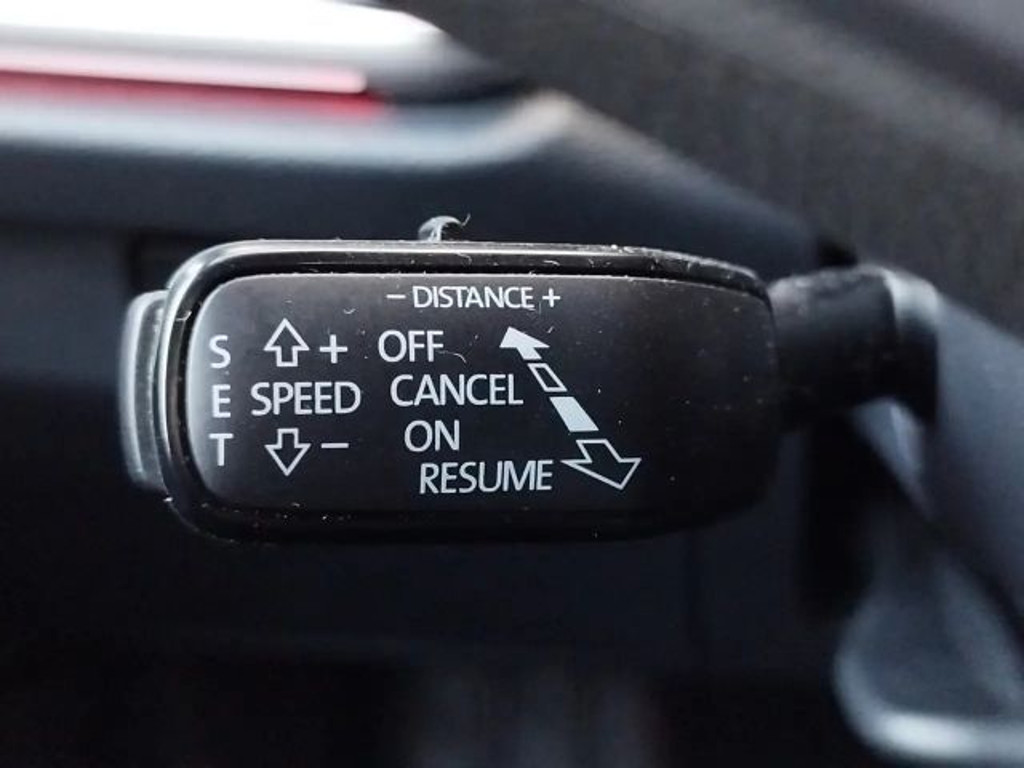 – DISTANCE +
S E T
+
SPEED
–
OFF
CANCEL
ON
RESUME